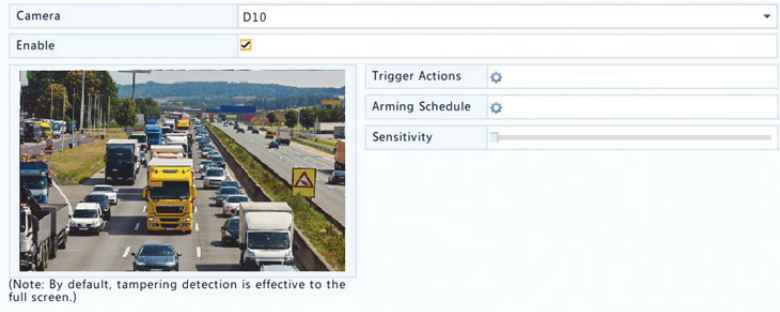 Camera
D10
Enable
Trigger Actions
Arming Schedule
Sensitivity
(Note: By default, tampering detection is effective to the
full screen.)